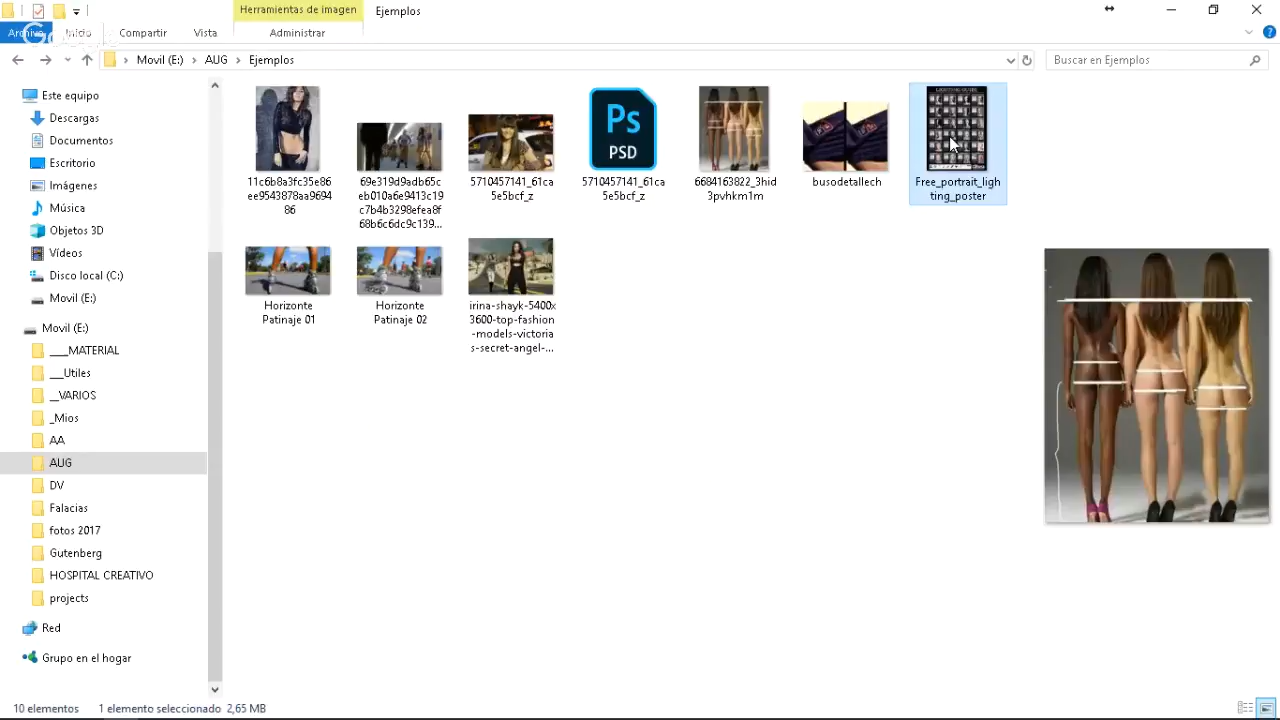 Herramientas de imagen
Ejemplos
Archivo
Inicio
Compartir
Vista
Administrar
Movil (E:)
AUG
Ejemplos
Buscar en Ejemplos
Este equipo
Descargas
Documentos
Escritorio
Imágenes
Música
Objetos 3D
Vídeos
Disco local (C:)
Movil (E:)
Movil (E:)
___MATERIAL
__Utiles
__VARIOS
_Mios
AA
AUG
DV
Falacias
fotos 2017
Gutenberg
HOSPITAL CREATIVO
projects
Red
Grupo en el hogar
11c6b8a3fc35e86
ee9543878aa9694
86
69e319d9adb65c
eb010a6e9413c19
c7b4b3298efea8f
68b6c6dc9c139...
5710457141_61ca
5e5bcf_z
Ps
PSD
5710457141_61ca
5e5bcf_z
6684163822_3hid
3pvhkm1m
busodetallech
Free_portrait_ligh
ting_poster
Horizonte
Patinaje 01
Horizonte
Patinaje 02
irina-shayk-5400x
3600-top-fashion
-models-victoria
s-secret-angel-...
10 elementos
1 elemento seleccionado 2,65 MB